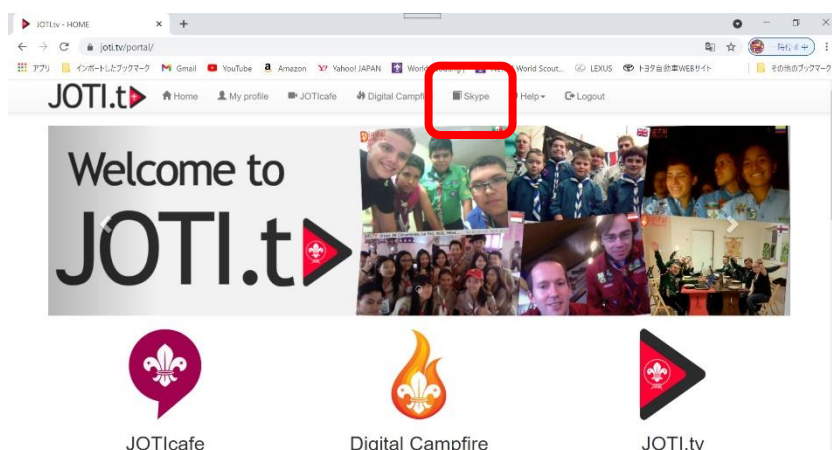 JOTI.tv - HOME
joti.tv/portal/
アプリ インポートしたブックマーク Gmail YouTube Amazon Yahoo! JAPAN World World Scout... LEXUS トヨタ自動車WEBサイト その他のブックマーク
JOTI.t Home My profile JOTIcafe Digital Campf Skype Help Logout
Welcome to
JOTI.t
JOTIcafe Digital Campfire JOTI.tv